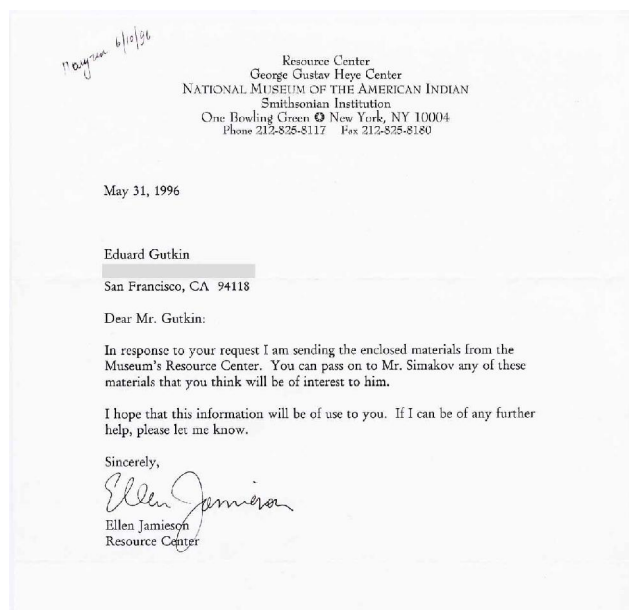 6/10/96
Resource Center
George Gustav Heye Center
NATIONAL MUSEUM OF THE AMERICAN INDIAN
Smithsonian Institution
One Bowling Green ✪ New York, NY 10004
Phone 212-825-8117 Fax 212-825-8180
May 31, 1996
Eduard Gutkin
San Francisco, CA 94118
Dear Mr. Gutkin:
In response to your request I am sending the enclosed materials from the
Museum's Resource Center. You can pass on to Mr. Simakov any of these
materials that you think will be of interest to him.
I hope that this information will be of use to you. If I can be of any further
help, please let me know.
Sincerely,
Ellen Jamieson
Ellen Jamieson
Resource Center